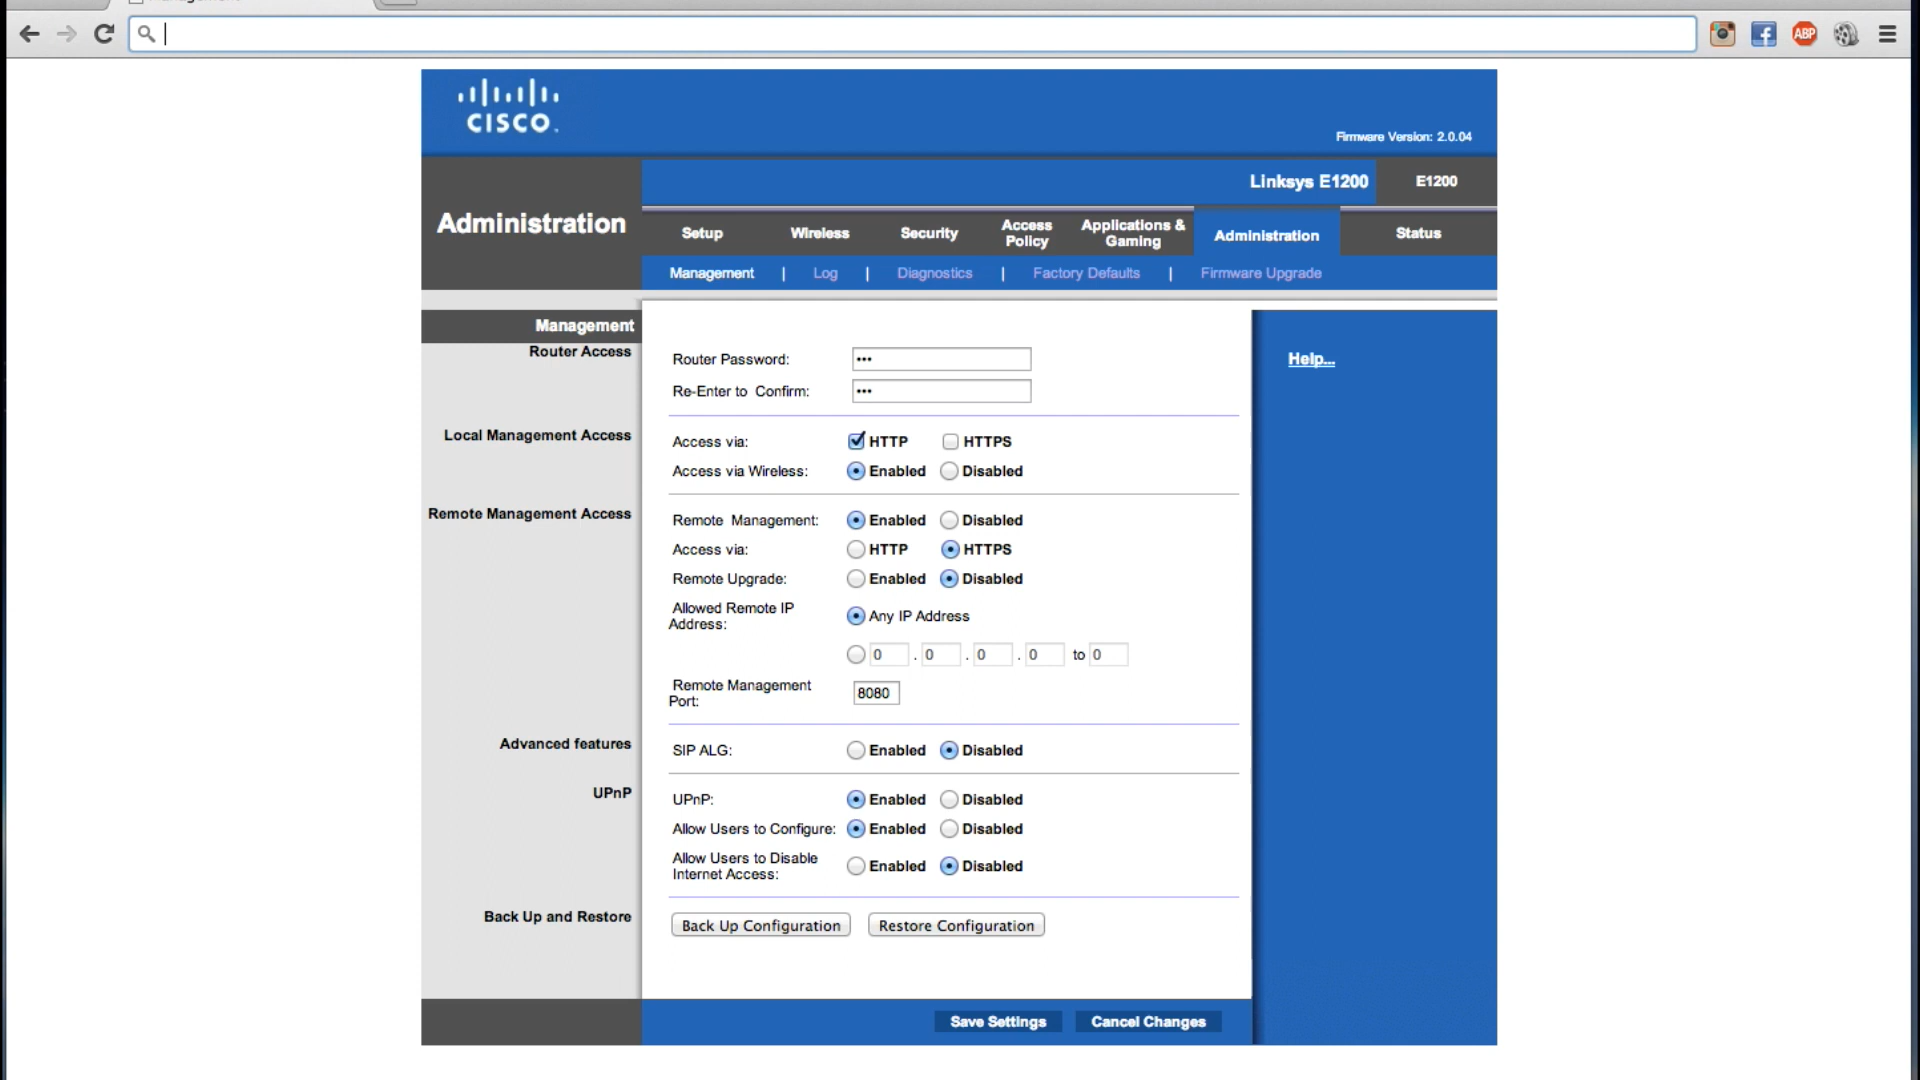 CISCO.
Firmware Version: 2.0.04
Linksys E1200 E1200
Administration
Setup Wireless Security Access Policy Applications & Gaming Administration Status
Management | Log | Diagnostics | Factory Defaults | Firmware Upgrade
Management
Router Access
Router Password: •••
Help...
Re-Enter to Confirm: •••
Local Management Access
Access via: HTTP HTTPS
Access via Wireless: Enabled Disabled
Remote Management Access
Remote Management: Enabled Disabled
Access via: HTTP HTTPS
Remote Upgrade: Enabled Disabled
Allowed Remote IP
Address: Any IP Address
0 . 0 . 0 . 0 to 0
Remote Management
Port: 8080
Advanced features
SIP ALG: Enabled Disabled
UPnP
UPnP: Enabled Disabled
Allow Users to Configure: Enabled Disabled
Allow Users to Disable
Internet Access: Enabled Disabled
Back Up and Restore
Back Up Configuration Restore Configuration
Save Settings Cancel Changes
ABP